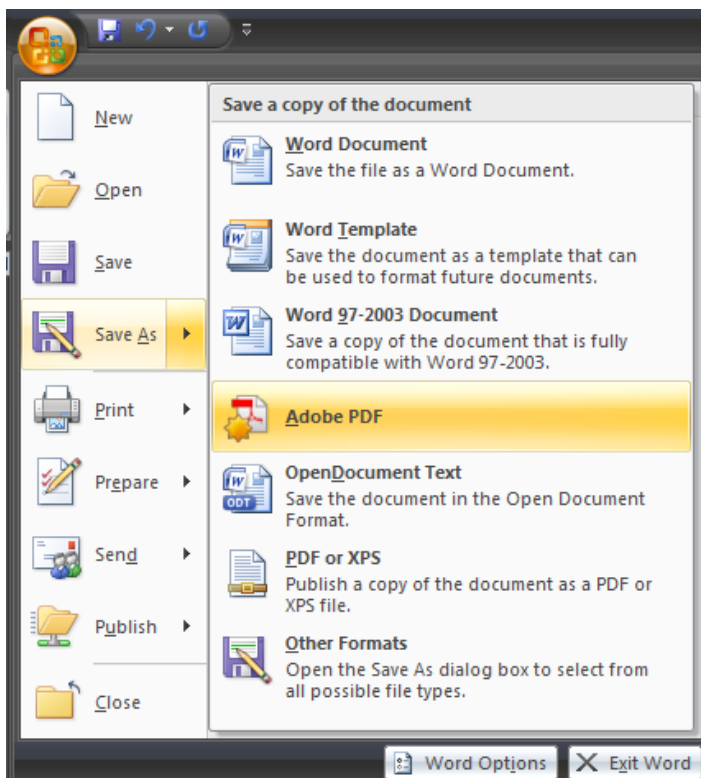 New
Open
Save
Save As
Print
Prepare
Send
Publish
Close
Save a copy of the document
Word Document
Save the file as a Word Document.
Word Template
Save the document as a template that can
be used to format future documents.
Word 97-2003 Document
Save a copy of the document that is fully
compatible with Word 97-2003.
Adobe PDF
OpenDocument Text
Save the document in the Open Document
Format.
PDF or XPS
Publish a copy of the document as a PDF or
XPS file.
Other Formats
Open the Save As dialog box to select from
all possible file types.
Word Options
Exit Word